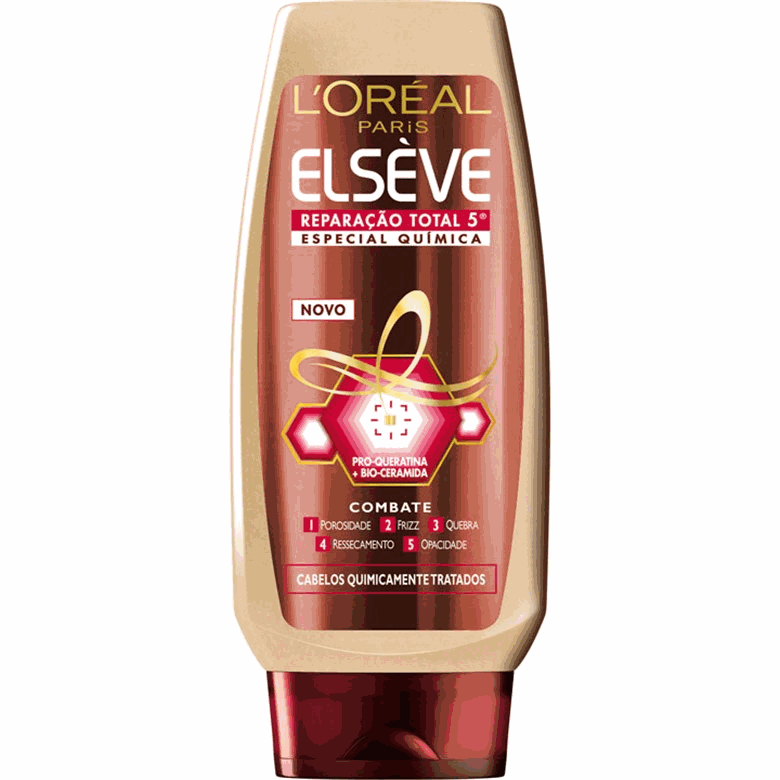 L'ORÉAL
PARiS
ELSÈVE
REPARAÇÃO TOTAL 5®
ESPECIAL QUÍMICA
NOVO
PRO-QUERATINA
+ BIO-CERAMIDA
COMBATE
1 POROSIDADE 2 FRIZZ 3 QUEBRA
4 RESSECAMENTO 5 OPACIDADE
CABELOS QUIMICAMENTE TRATADOS